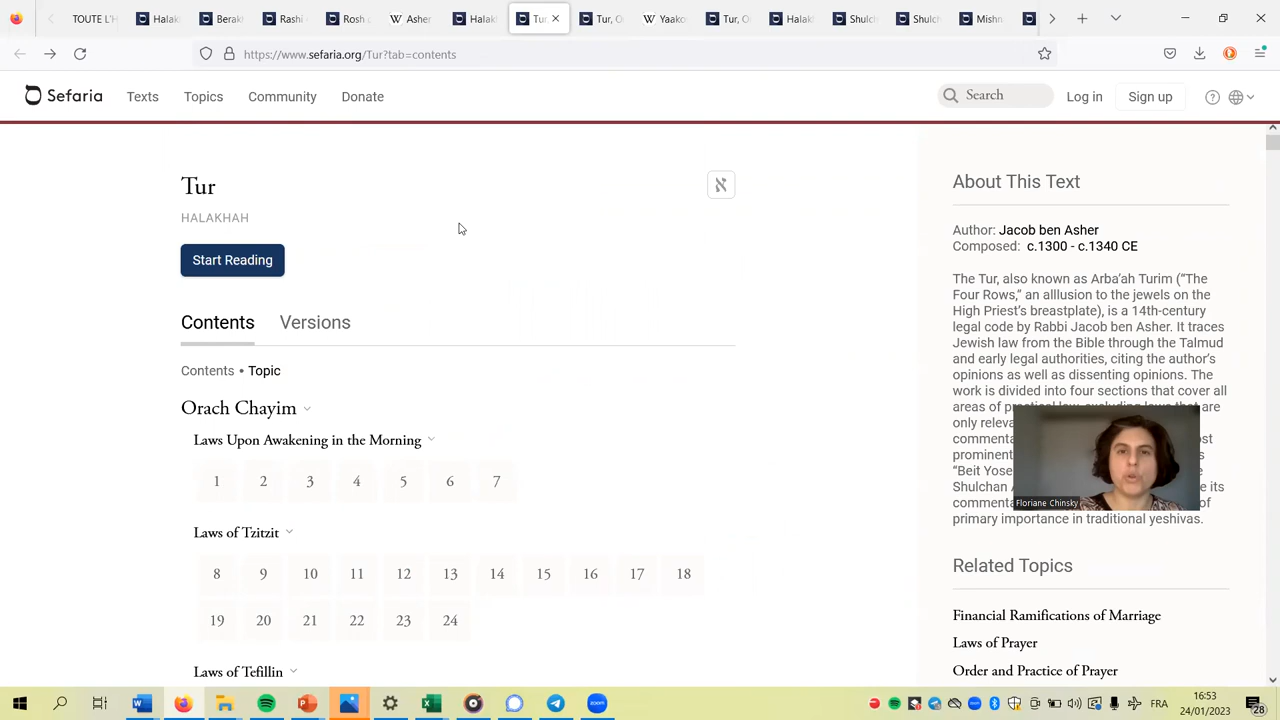 TOUTE L'H
Halak
Berak
Rashi
Rosh
Asher
Halak
Tur
Tur, O
Yaako
Tur, O
Halak
Shulch
Shulch
Mishn
https://www.sefaria.org/Tur?tab=contents
Sefaria
Texts
Topics
Community
Donate
Search
Log in
Sign up
Tur
HALAKHAH
Start Reading
Contents
Versions
Contents • Topic
Orach Chayim
Laws Upon Awakening in the Morning
1 2 3 4 5 6 7
Laws of Tzitzit
8 9 10 11 12 13 14 15 16 17 18
19 20 21 22 23 24
Laws of Tefillin
א
About This Text
Author: Jacob ben Asher
Composed: c.1300 - c.1340 CE
The Tur, also known as Arba'ah Turim ("The
Four Rows," an alllusion to the jewels on the
High Priest's breastplate), is a 14th-century
legal code by Rabbi Jacob ben Asher. It traces
Jewish law from the Bible through the Talmud
and early legal authorities, citing the author's
opinions as well as dissenting opinions. The
work is divided into four sections that cover all
areas of are
only
prominent
"Beit
Shulchan its
of
primary importance in traditional yeshivas.
Floriane Chinsky
Related Topics
Financial Ramifications of Marriage
Laws of Prayer
Order and Practice of Prayer
FRA
16:53
24/01/2023
28